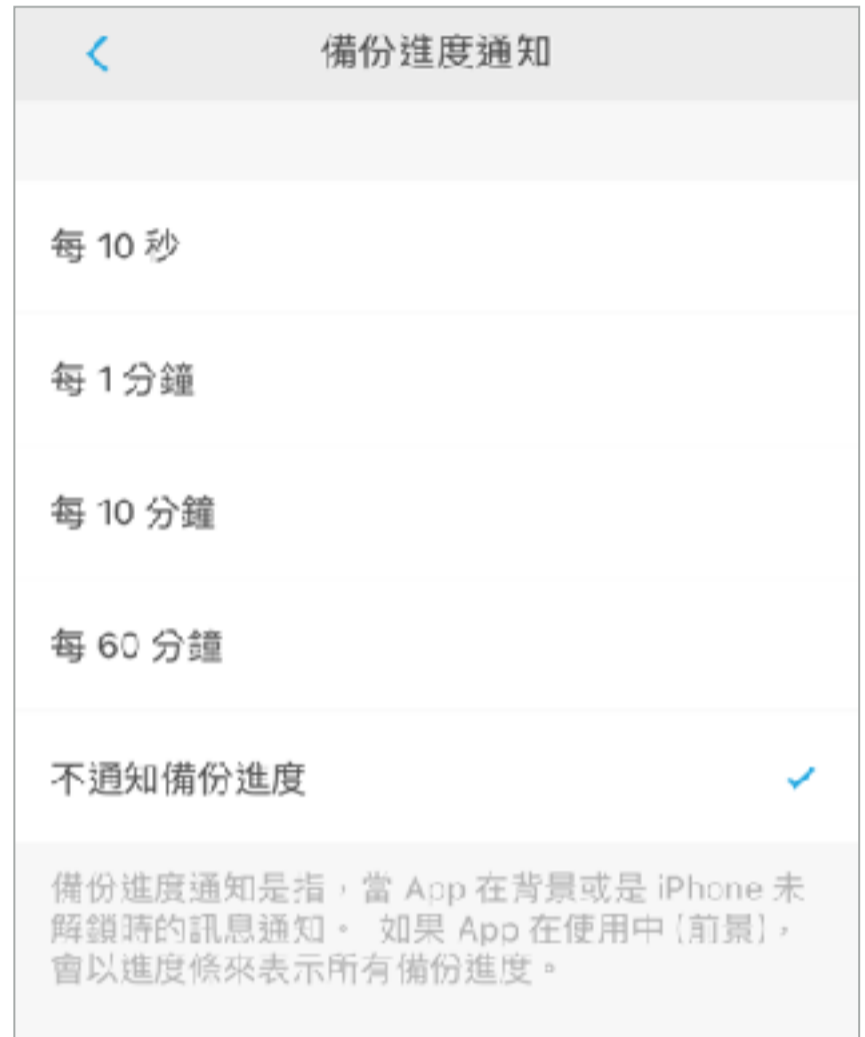 備份進度通知
每 10 秒
每 1 分鐘
每 10 分鐘
每 60 分鐘
不通知備份進度
備份進度通知是指，當 App 在背景或是 iPhone 未
解鎖時的訊息通知。 如果 App 在使用中 (前景)，
會以進度條來表示所有備份進度。